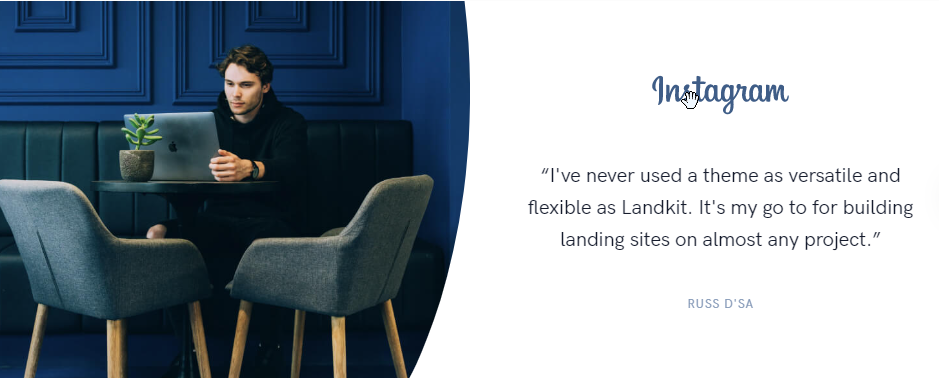 Instagram
“I've never used a theme as versatile and
flexible as Landkit. It's my go to for building
landing sites on almost any project.”
RUSS D'SA